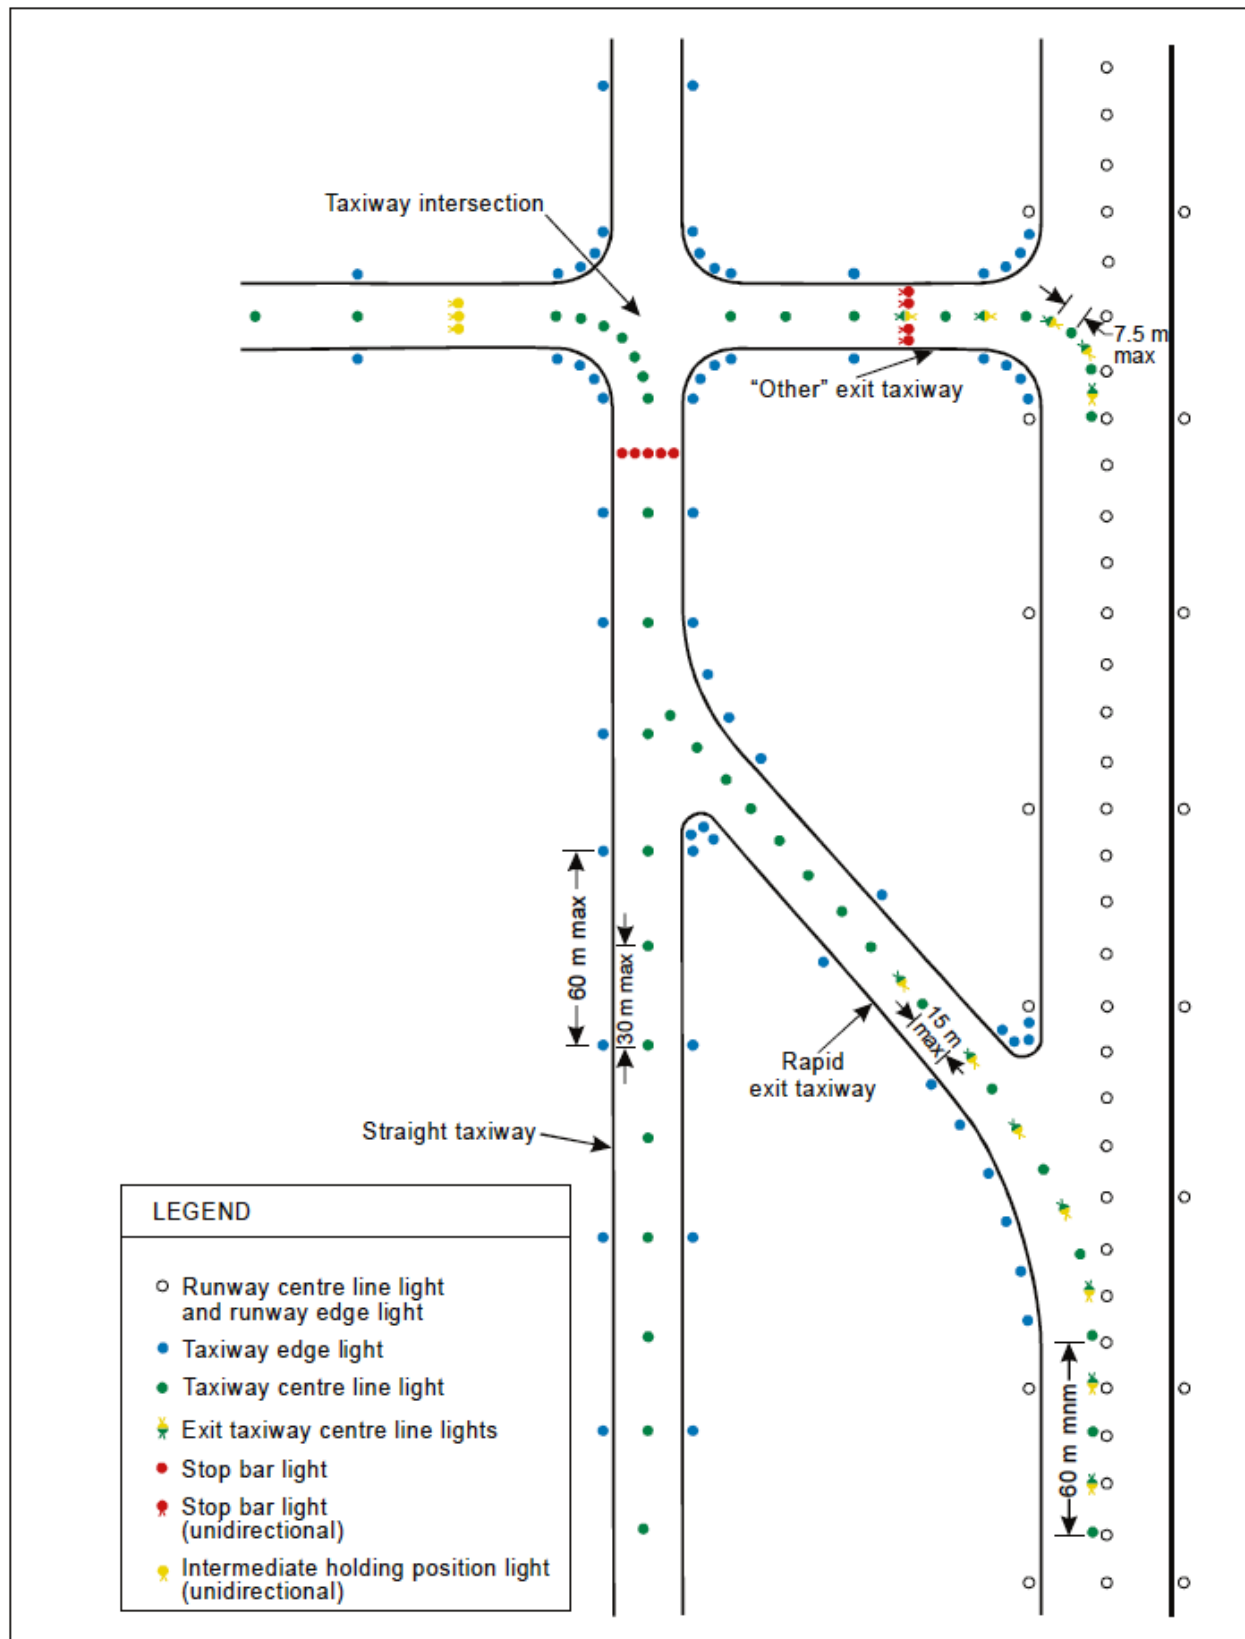 Taxiway intersection
7.5 m
max
"Other" exit taxiway
60 m max
30 m max
15 m
max
Rapid
exit taxiway
Straight taxiway
60 m mnm
LEGEND
Runway centre line light
and runway edge light
Taxiway edge light
Taxiway centre line light
Exit taxiway centre line lights
Stop bar light
Stop bar light
(unidirectional)
Intermediate holding position light
(unidirectional)